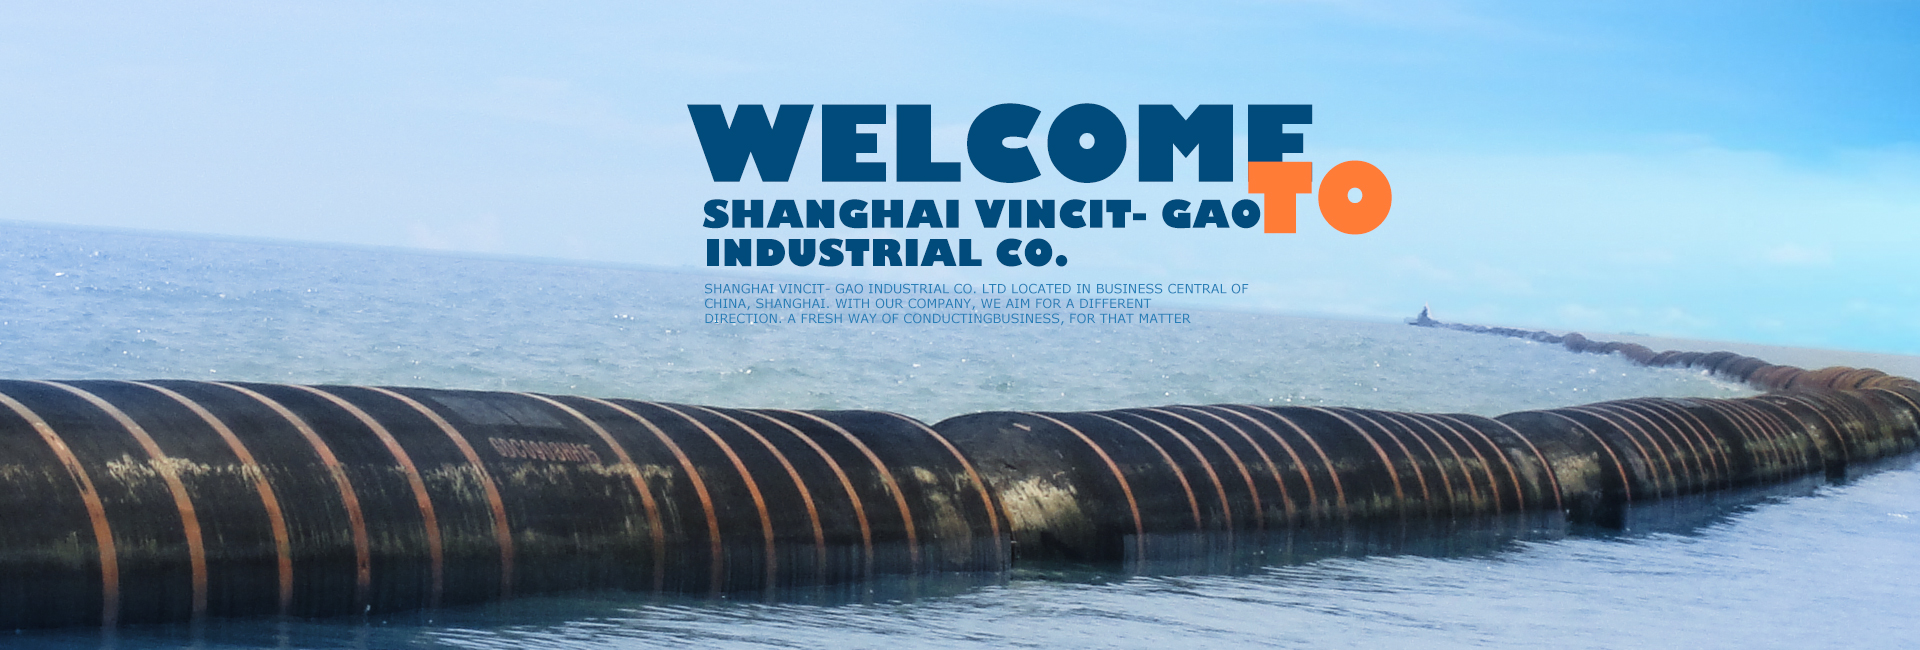 WELCOME
TO
SHANGHAI VINCIT- GAO
INDUSTRIAL CO.
SHANGHAI VINCIT- GAO INDUSTRIAL CO. LTD LOCATED IN BUSINESS CENTRAL OF
CHINA, SHANGHAI. WITH OUR COMPANY, WE AIM FOR A DIFFERENT
DIRECTION. A FRESH WAY OF CONDUCTINGBUSINESS, FOR THAT MATTER